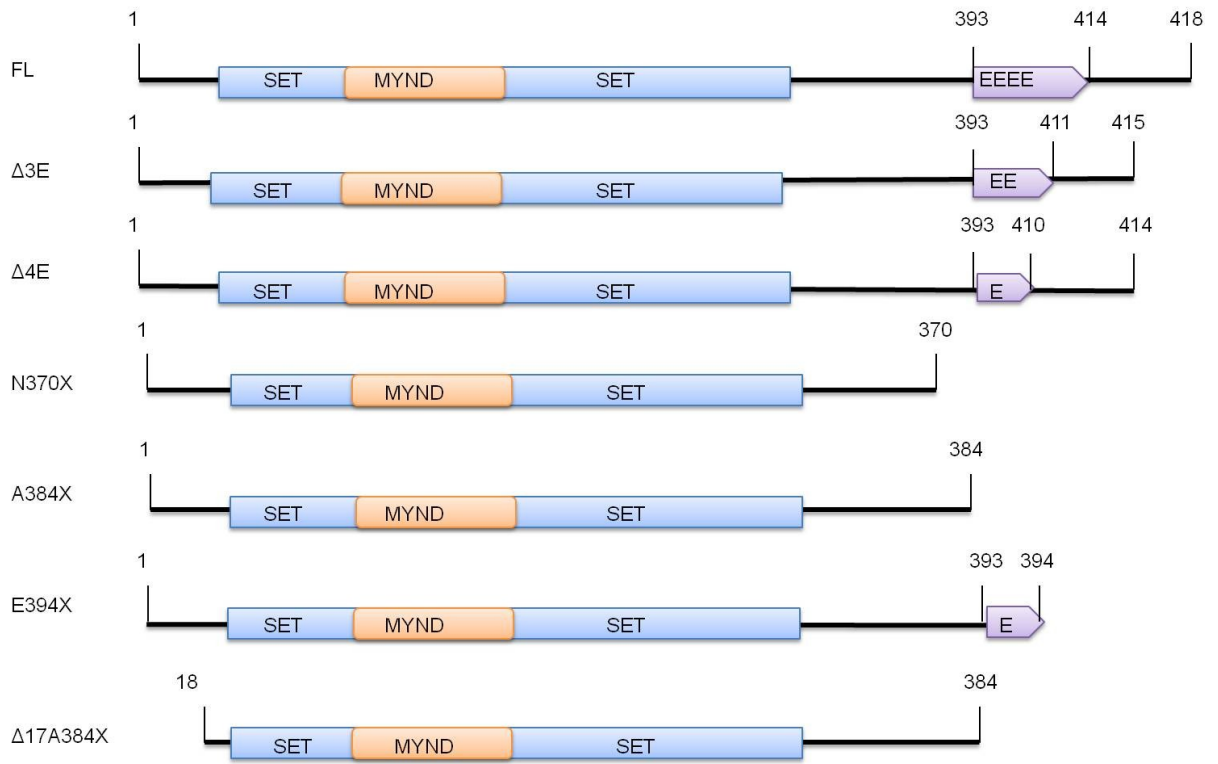 1 393 414 418
FL SET MYND SET EEEE
1 393 411 415
Δ3E SET MYND SET EE
1 393 410 414
Δ4E SET MYND SET E
1 370
N370X SET MYND SET
1 384
A384X SET MYND SET
1 393 394
E394X SET MYND SET E
18 384
Δ17A384X SET MYND SET